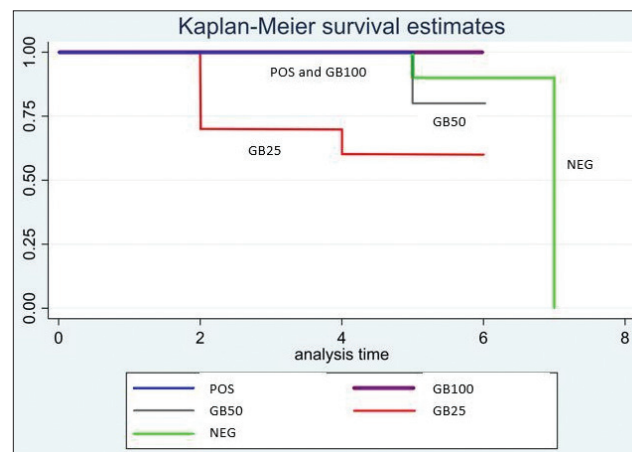 Kaplan-Meier survival estimates
1.00
POS and GB100
0.75
GB50
GB25
NEG
0.50
0.25
0.00
0 2 4 6 8
analysis time
POS GB100
GB50 GB25
NEG